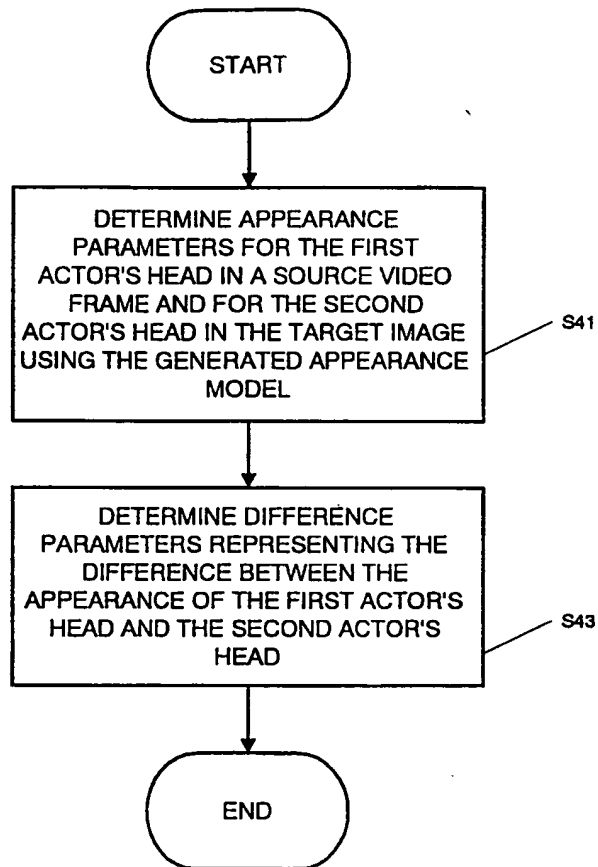 START
DETERMINE APPEARANCE
PARAMETERS FOR THE FIRST
ACTOR'S HEAD IN A SOURCE VIDEO
FRAME AND FOR THE SECOND
ACTOR'S HEAD IN THE TARGET IMAGE
USING THE GENERATED APPEARANCE
MODEL
S41
DETERMINE DIFFERENCE
PARAMETERS REPRESENTING THE
DIFFERENCE BETWEEN THE
APPEARANCE OF THE FIRST ACTOR'S
HEAD AND THE SECOND ACTOR'S
HEAD
S43
END